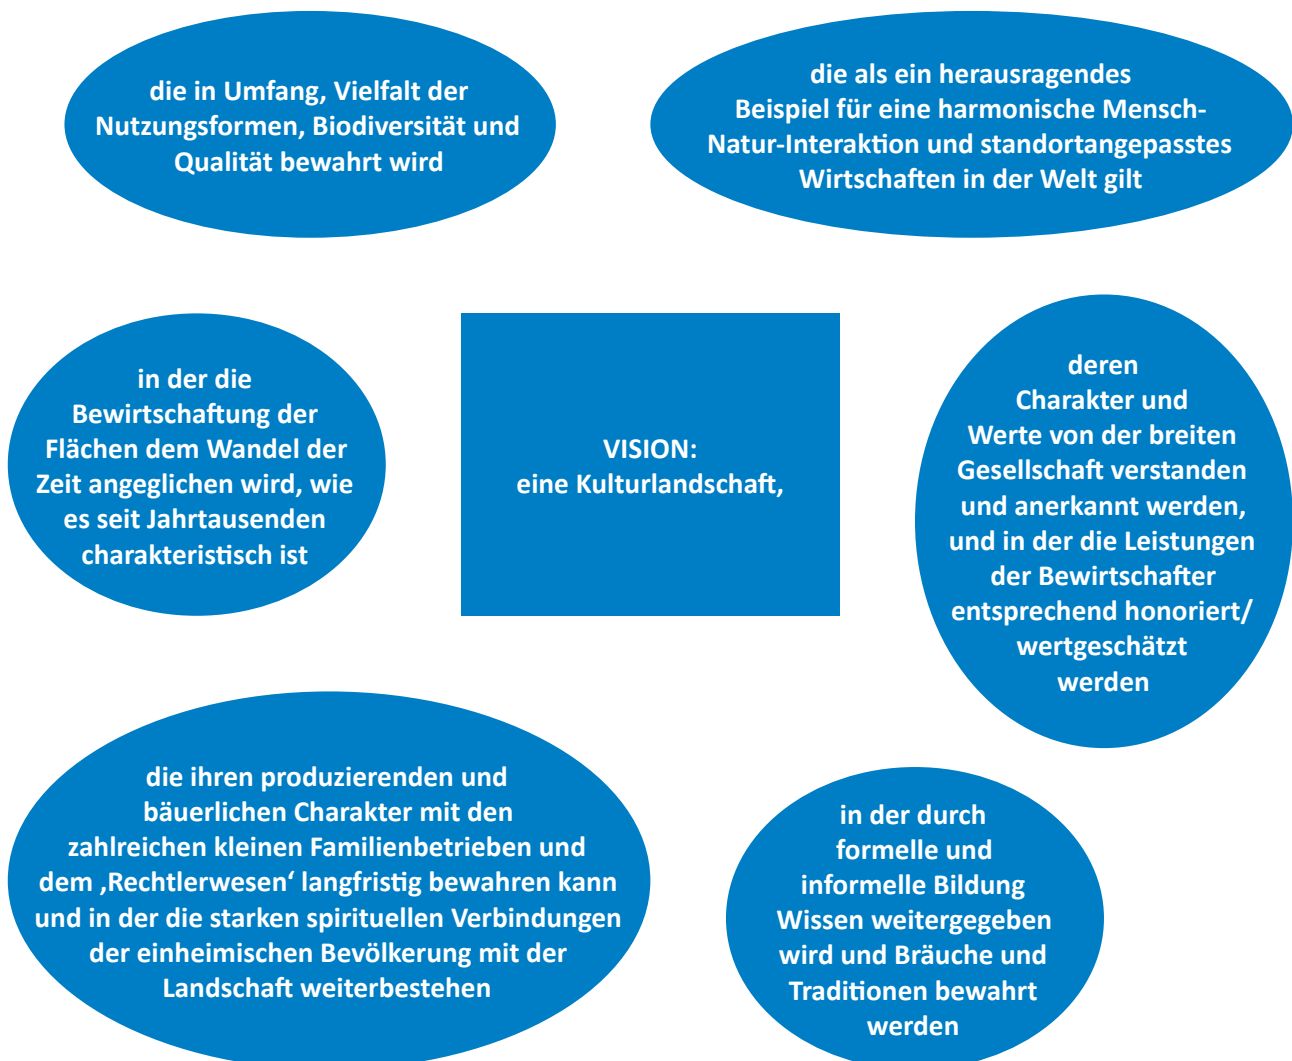 die in Umfang, Vielfalt der
Nutzungsformen, Biodiversität und
Qualität bewahrt wird
die als ein herausragendes
Beispiel für eine harmonische Mensch-
Natur-Interaktion und standortangepasstes
Wirtschaften in der Welt gilt
in der die
Bewirtschaftung der
Flächen dem Wandel der
Zeit angeglichen wird, wie
es seit Jahrtausenden
charakteristisch ist
VISION:
eine Kulturlandschaft,
deren
Charakter und
Werte von der breiten
Gesellschaft verstanden
und anerkannt werden,
und in der die Leistungen
der Bewirtschafter
entsprechend honoriert/
wertgeschätzt
werden
die ihren produzierenden und
bäuerlichen Charakter mit den
zahlreichen kleinen Familienbetrieben und
dem ‚Rechtlerwesen‘ langfristig bewahren kann
und in der die starken spirituellen Verbindungen
der einheimischen Bevölkerung mit der
Landschaft weiterbestehen
in der durch
formelle und
informelle Bildung
Wissen weitergegeben
wird und Bräuche und
Traditionen bewahrt
werden